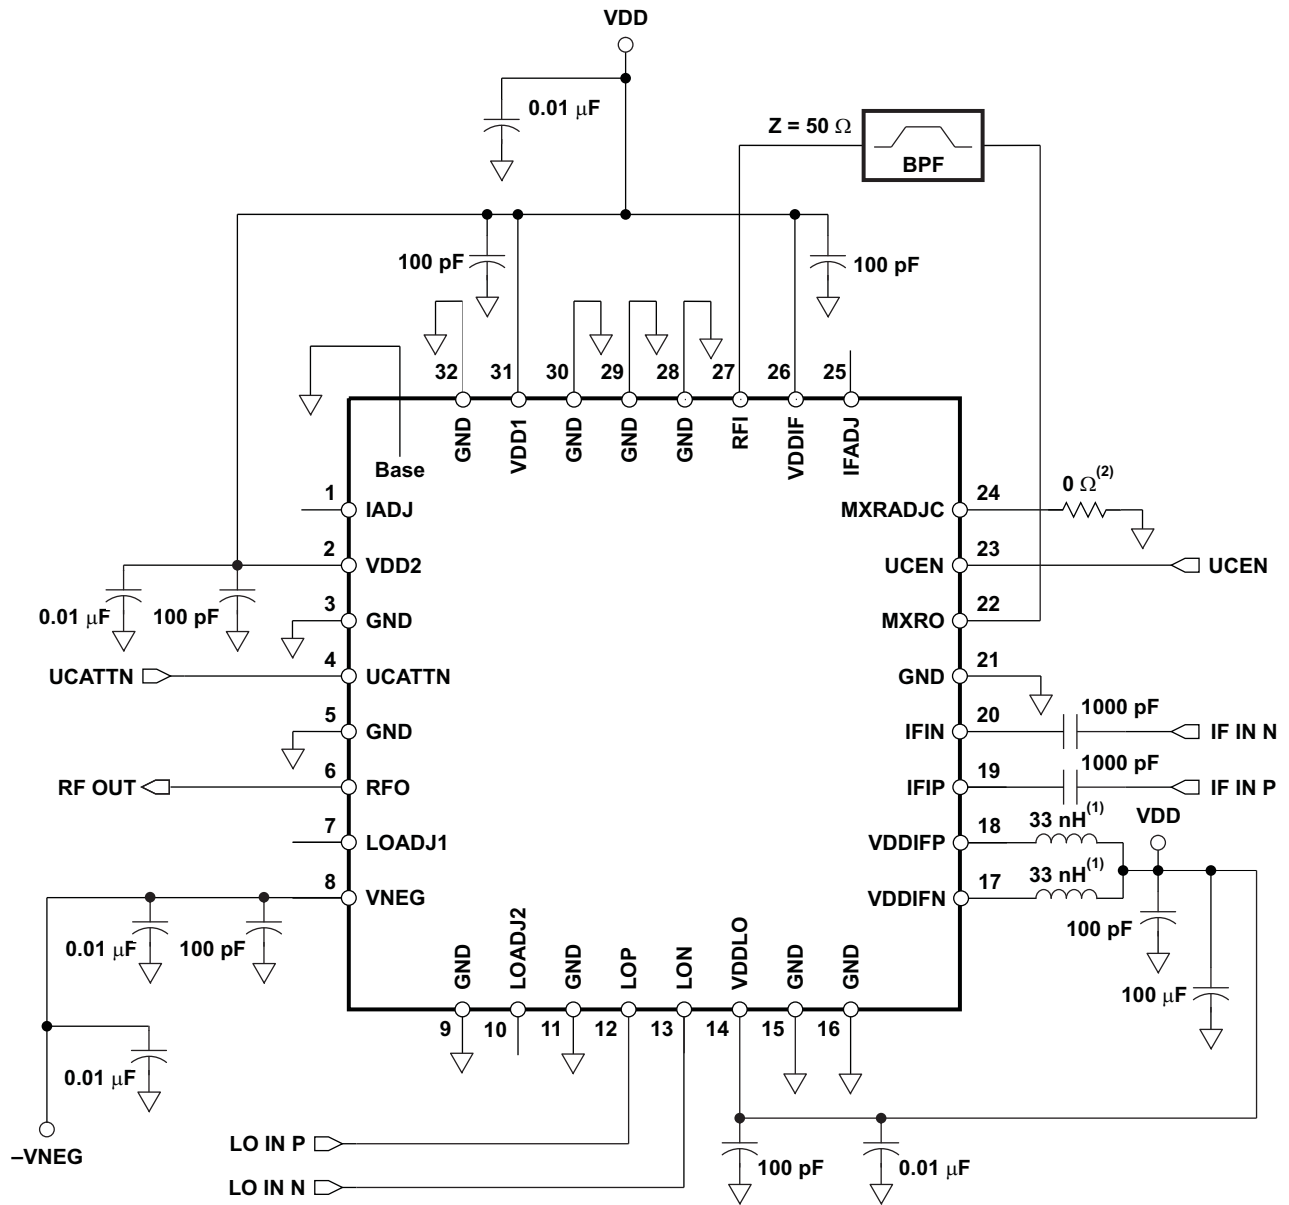 VDD
0.01 μF
Z = 50 Ω
BPF
100 pF
100 pF
32
31
30
29
28
27
26
25
GND
VDD1
GND
GND
GND
RFI
VDDIF
IFADJ
Base
1
IADJ
2
VDD2
0.01 μF
100 pF
3
GND
UCATTN
4
UCATTN
5
GND
RF OUT
6
RFO
7
LOADJ1
8
VNEG
0.01 μF
100 pF
0.01 μF
–VNEG
MXRADJC
24
0 Ω(2)
UCEN
23
UCEN
MXRO
22
GND
21
IFIN
20
1000 pF
IF IN N
IFIP
19
1000 pF
IF IN P
VDDIFP
18
33 nH(1)
VDD
VDDIFN
17
33 nH(1)
100 pF
100 μF
GND
LOADJ2
GND
LOP
LON
VDDLO
GND
GND
9
10
11
12
13
14
15
16
LO IN P
LO IN N
100 pF
0.01 μF